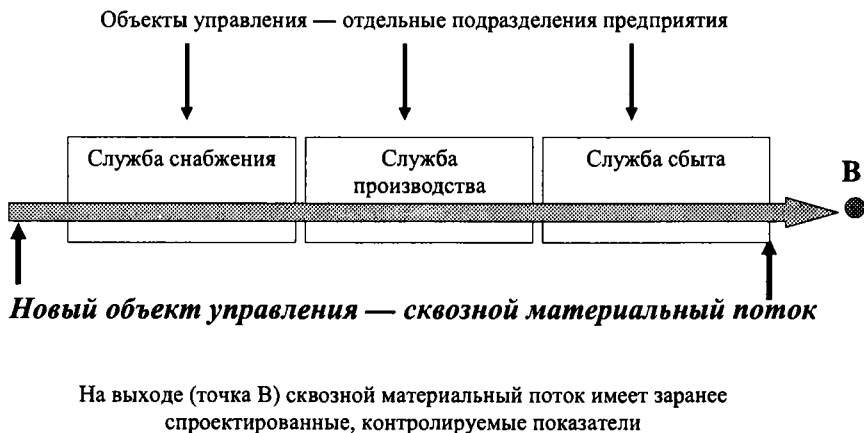 Объекты управления — отдельные подразделения предприятия
Служба снабжения
Служба
производства
Служба сбыта
В
Новый объект управления — сквозной материальный поток
На выходе (точка В) сквозной материальный поток имеет заранее
спроектированные, контролируемые показатели